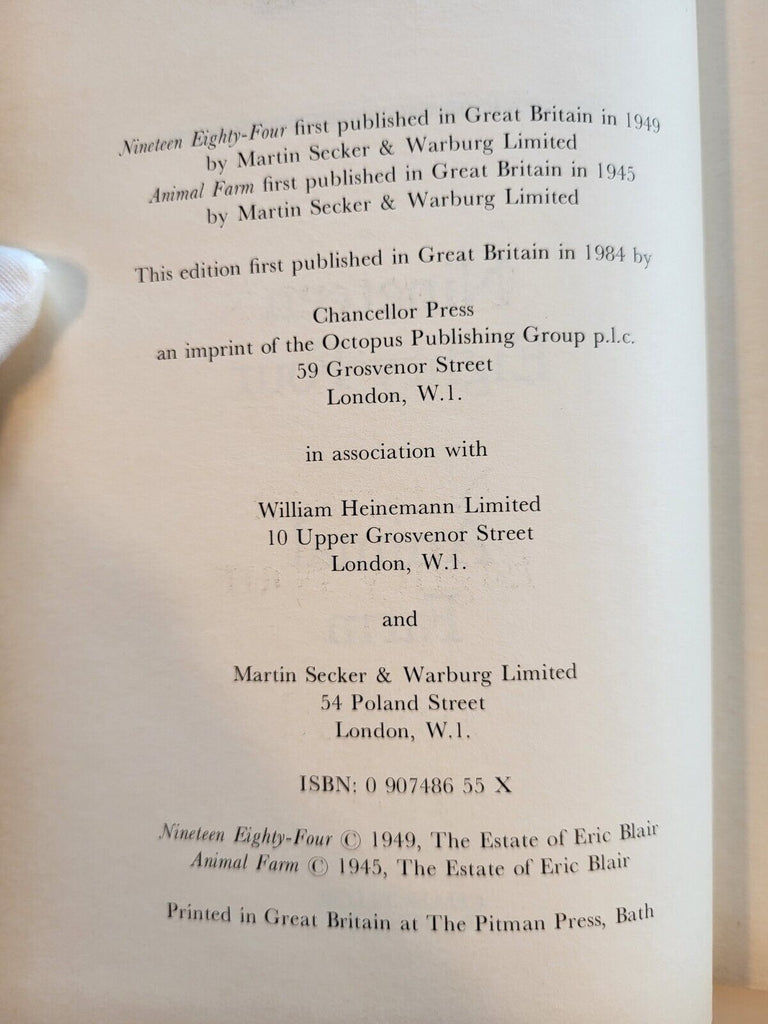 Nineteen Eighty-Four first published in Great Britain in 1949
by Martin Secker & Warburg Limited
Animal Farm first published in Great Britain in 1945
by Martin Secker & Warburg Limited
This edition first published in Great Britain in 1984 by
Chancellor Press
an imprint of the Octopus Publishing Group p.l.c.
59 Grosvenor Street
London, W.1.
in association with
William Heinemann Limited
10 Upper Grosvenor Street
London, W.1.
and
Martin Secker & Warburg Limited
54 Poland Street
London, W.1.
ISBN: 0 907486 55 X
Nineteen Eighty-Four © 1949, The Estate of Eric Blair
Animal Farm © 1945, The Estate of Eric Blair
Printed in Great Britain at The Pitman Press, Bath